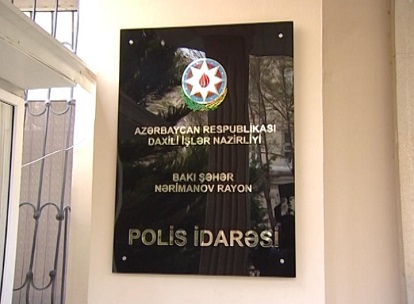 AZƏRBAYCAN RESPUBLİKASI
DAXİLİ İŞLƏR NAZİRLİYİ
BAKI ŞƏHƏR
NƏRİMANOV RAYON
POLİS İDARƏSİ